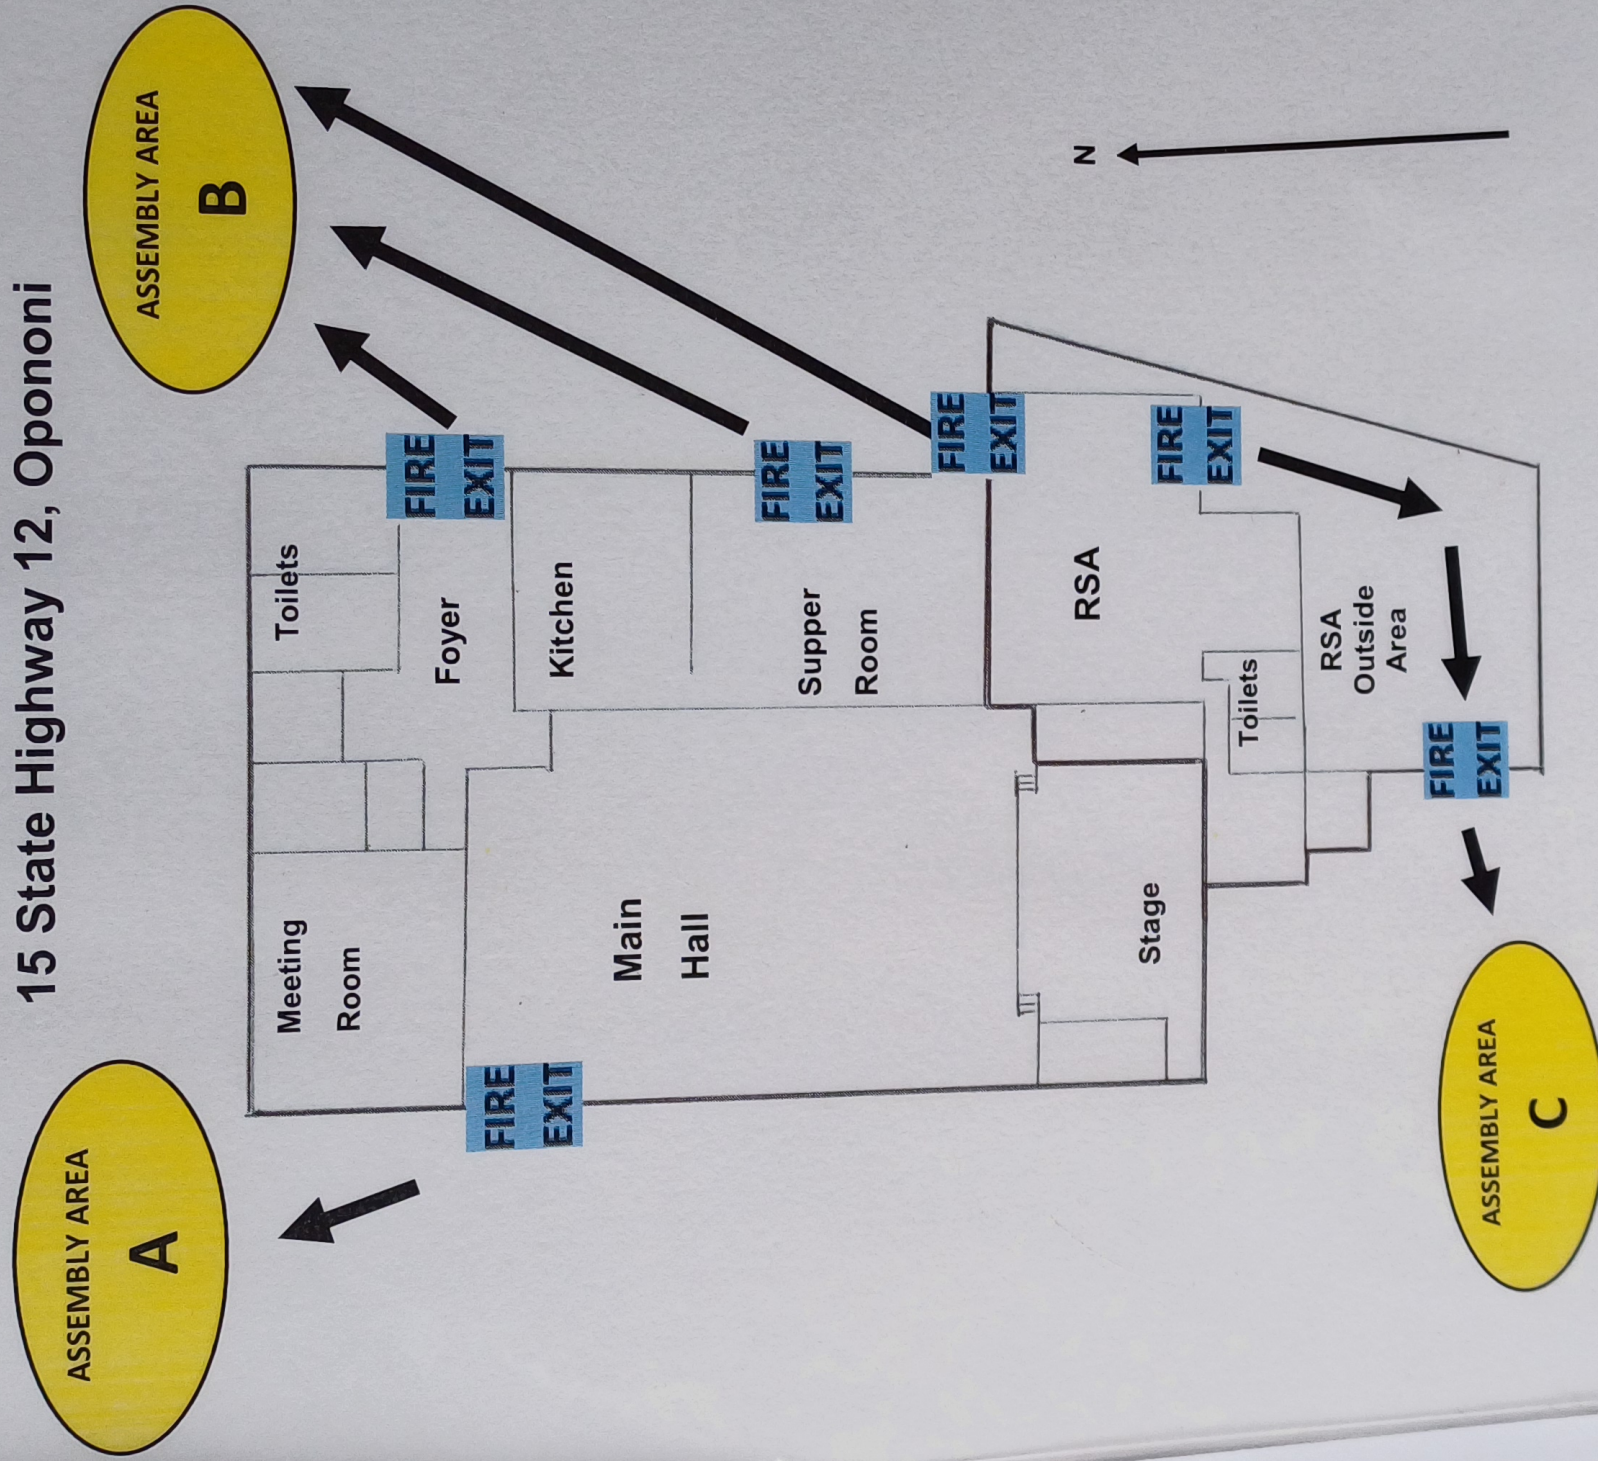 15 State Highway 12, Opononi
ASSEMBLY AREA
A
ASSEMBLY AREA
B
Meeting
Room
Toilets
Foyer
FIRE
EXIT
FIRE
EXIT
Kitchen
Main
Hall
Supper
Room
FIRE
EXIT
FIRE
EXIT
N
RSA
Stage
FIRE
EXIT
Toilets
RSA
Outside
Area
FIRE
EXIT
ASSEMBLY AREA
C